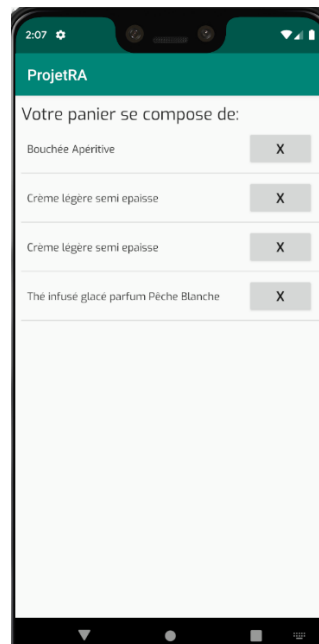 2:07
ProjetRA
Votre panier se compose de:
Bouchée Apéritive X
Crème légère semi epaisse X
Crème légère semi epaisse X
Thé infusé glacé parfum Pêche Blanche X